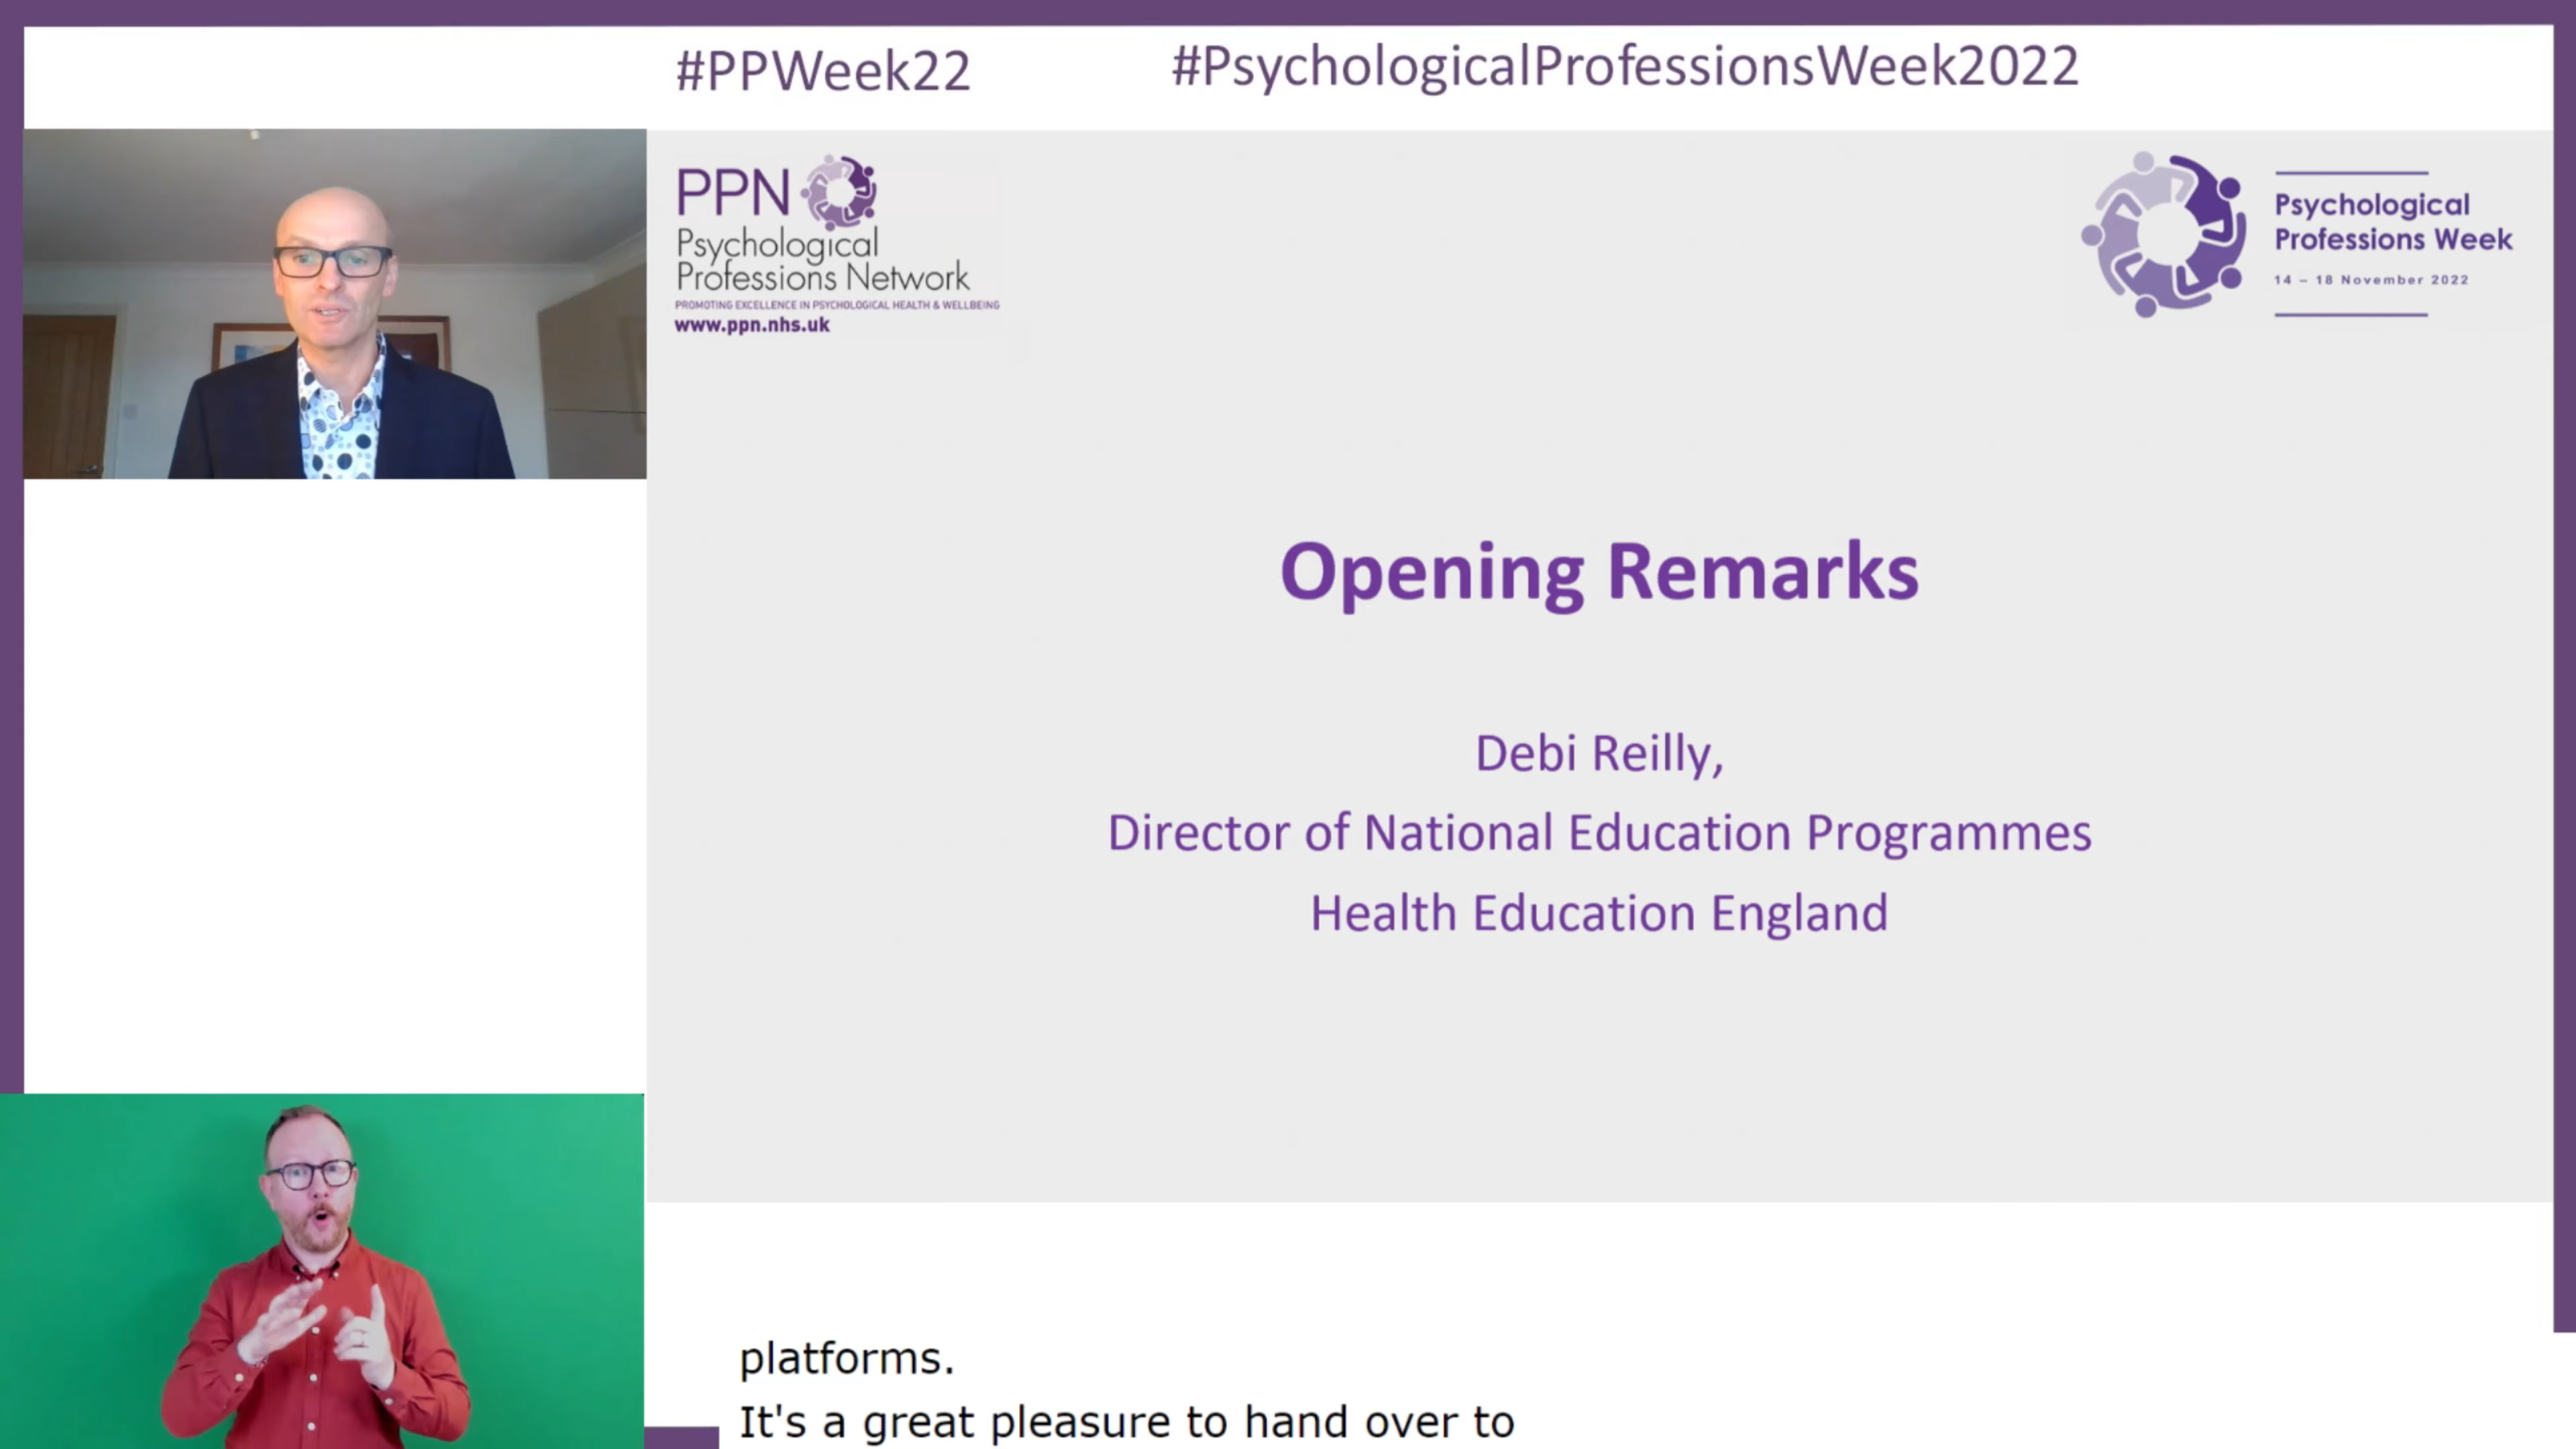 #PPWeek22
#PsychologicalProfessionsWeek2022
PPN
Psychological
Professions Network
PROMOTING EXCELLENCE IN PSYCHOLOGICAL HEALTH & WELLBEING
www.ppn.nhs.uk
Psychological
Professions Week
14 – 18 November 2022
Opening Remarks
Debi Reilly,
Director of National Education Programmes
Health Education England
platforms.
It's a great pleasure to hand over to